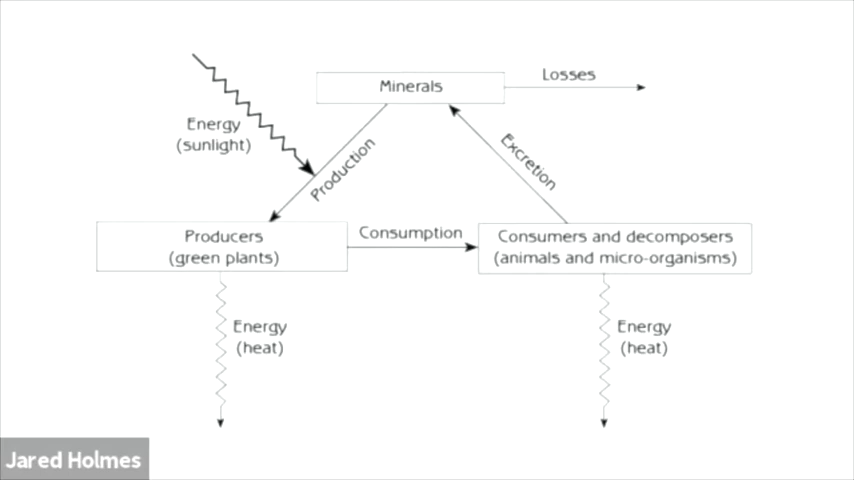 Minerals
Losses
Energy
(sunlight)
Production
Excretion
Producers
(green plants)
Consumption
Consumers and decomposers
(animals and micro-organisms)
Energy
(heat)
Energy
(heat)
Jared Holmes